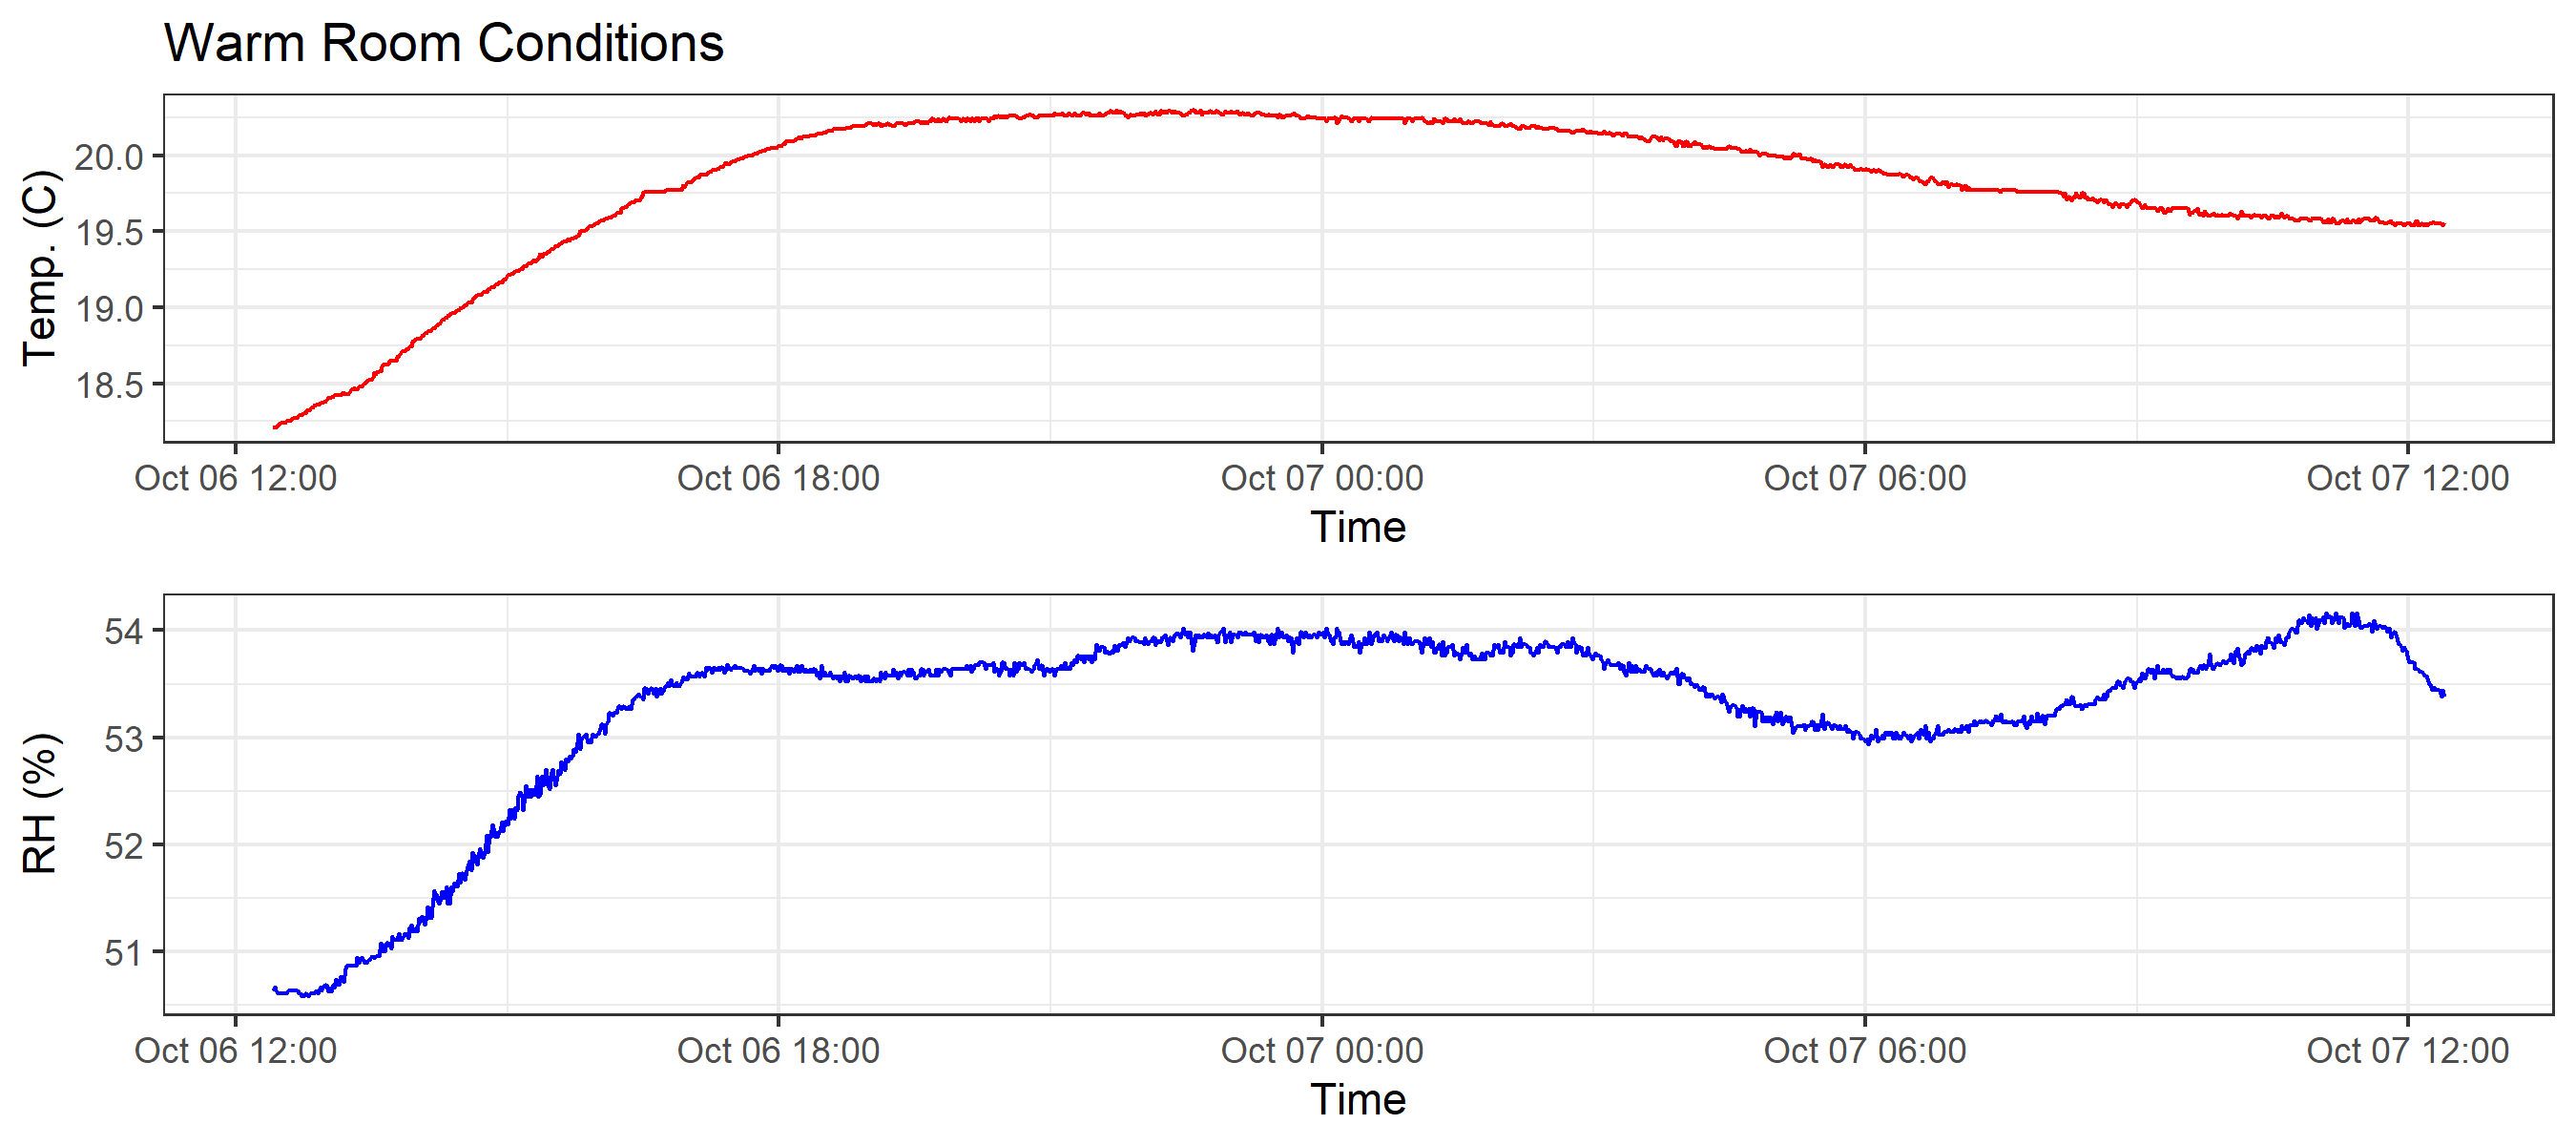 Warm Room Conditions
Temp. (C)
20.0
19.5
19.0
18.5
Oct 06 12:00 Oct 06 18:00 Oct 07 00:00 Oct 07 06:00 Oct 07 12:00
Time
RH (%)
54
53
52
51
Oct 06 12:00 Oct 06 18:00 Oct 07 00:00 Oct 07 06:00 Oct 07 12:00
Time